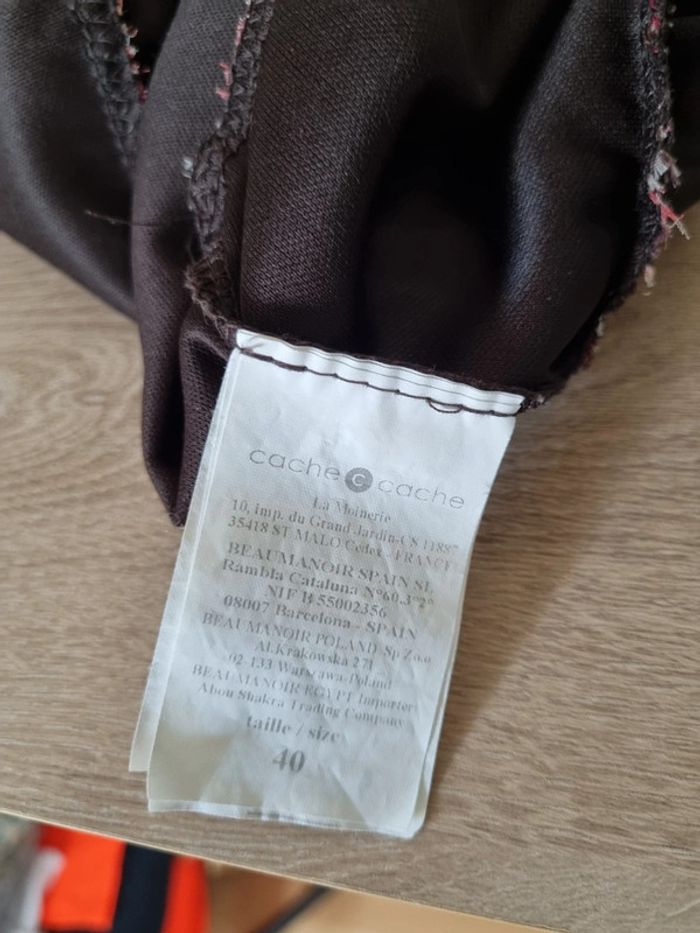 cache c cache
La Moinerie
10, imp. du Grand Jardin-CS 11887
35418 ST MALO Cedex - FRANCE
BEAUMANOIR SPAIN SL
Rambla Cataluna N°60,3°2°
NIF B 55002356
08007 Barcelona - SPAIN
BEAUMANOIR POLAND Sp Z.o.o
Al.Krakowska 271
02-133 Warszawa-Poland
BEAUMANOIR EGYPT Importer
Abou Shakra Trading Company
taille / size
40